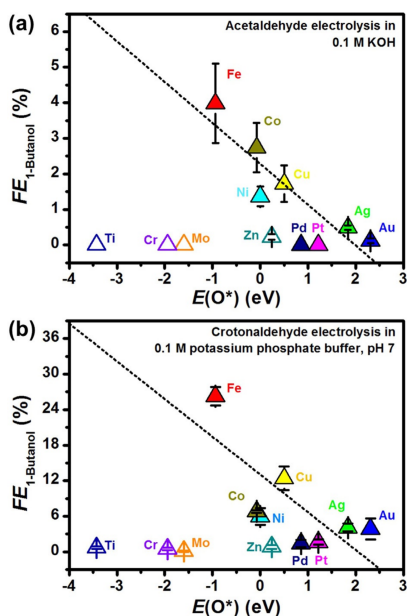 (a)
Acetaldehyde electrolysis in
0.1 M KOH
FE1-Butanol (%)
6
5
4
3
2
1
0
Fe
Co
Cu
Ni
Ag
Ti
Cr
Mo
Zn
Pd
Pt
Au
-4 -3 -2 -1 0 1 2 3
E(O*) (eV)
(b)
Crotonaldehyde electrolysis in
0.1 M potassium phosphate buffer, pH 7
FE1-Butanol (%)
36
30
24
18
12
6
0
Fe
Cu
Co
Ni
Ag
Au
Ti
Cr
Mo
Zn
Pd
Pt
-4 -3 -2 -1 0 1 2 3
E(O*) (eV)